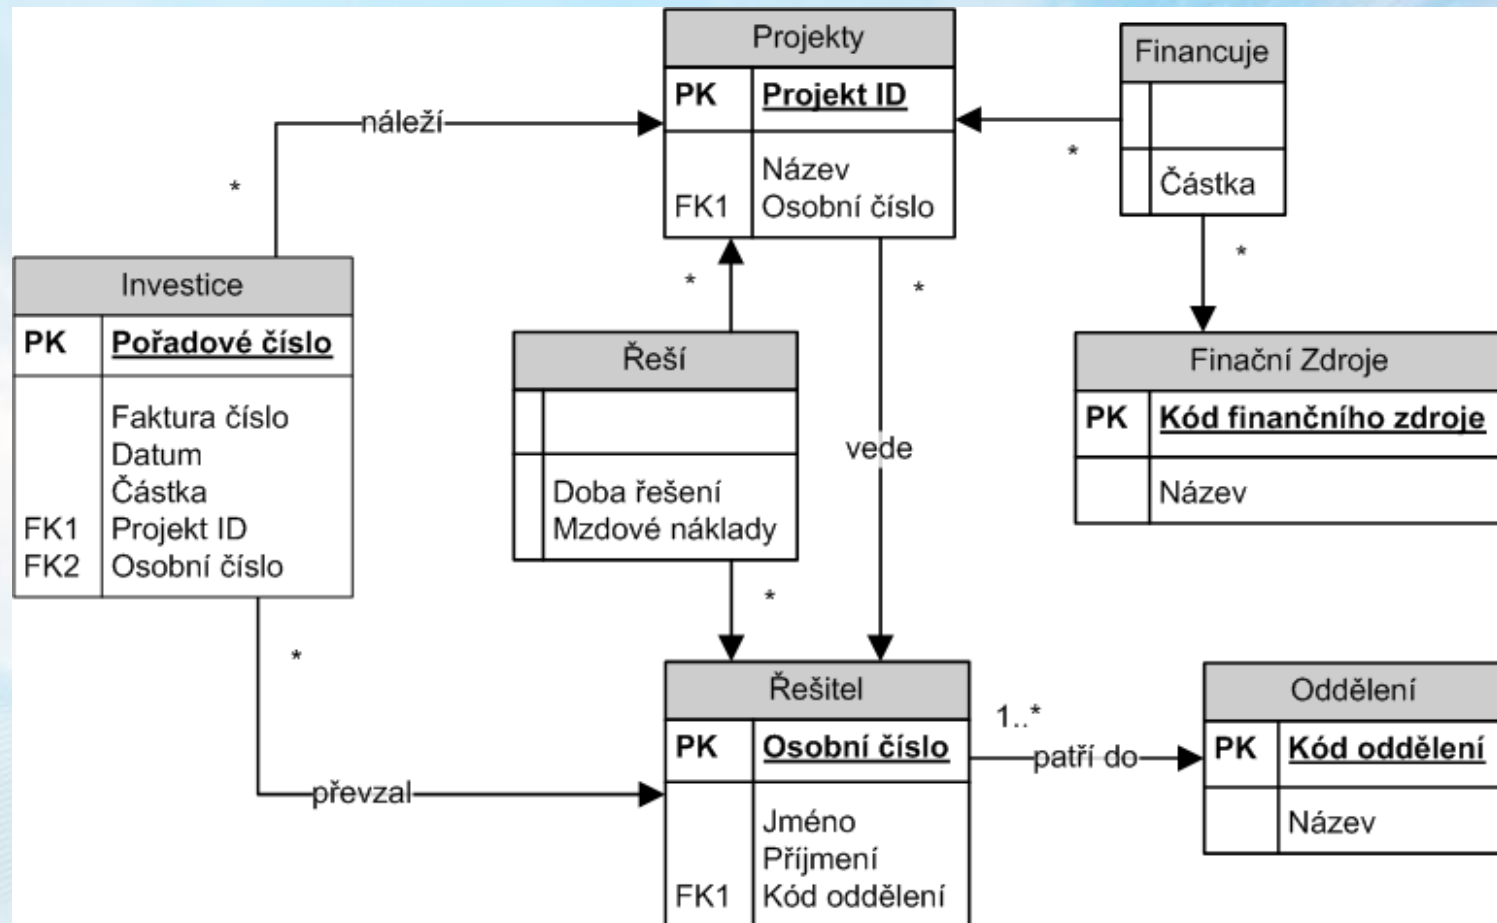 Projekty
PK Projekt ID
Název
FK1 Osobní číslo
Financuje
Částka
náleží
*
*
*
*
*
Investice
PK Pořadové číslo
Faktura číslo
Datum
Částka
FK1 Projekt ID
FK2 Osobní číslo
Řeší
Doba řešení
Mzdové náklady
vede
Finační Zdroje
PK Kód finančního zdroje
Název
*
*
převzal
Řešitel
PK Osobní číslo
Jméno
Příjmení
FK1 Kód oddělení
1..*
patří do
Oddělení
PK Kód oddělení
Název